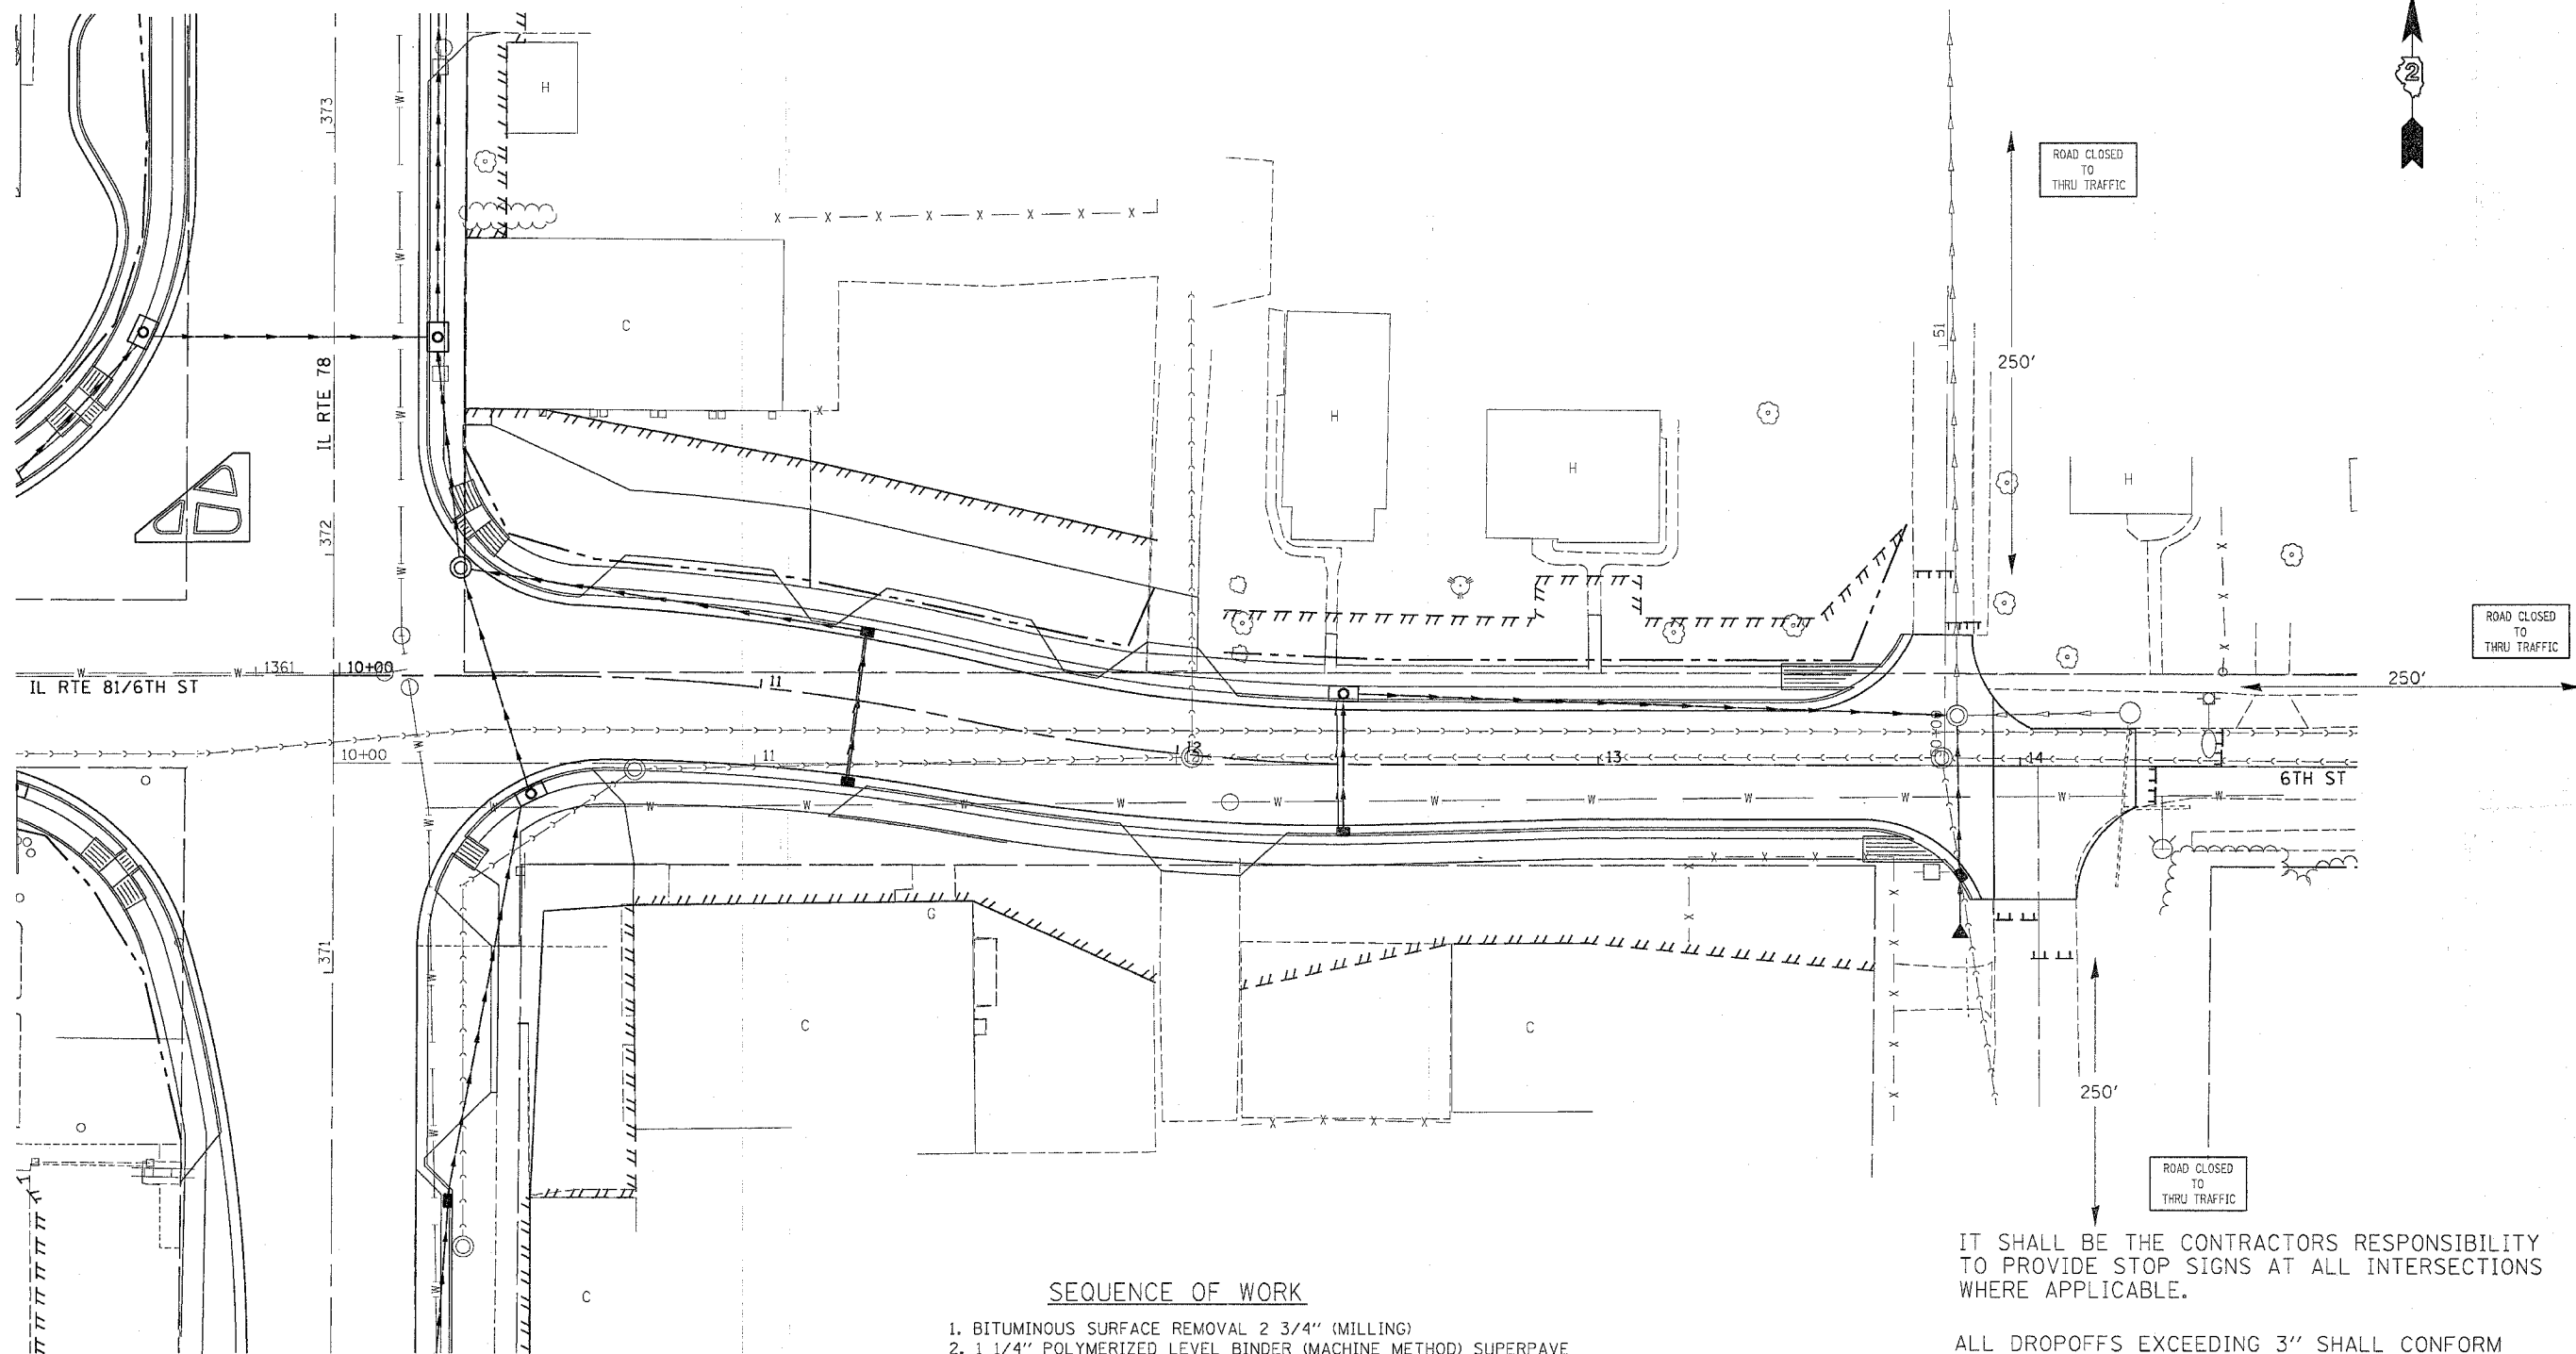 2
373
H
ROAD CLOSED
TO
THRU TRAFFIC
X X X X X X X X
W
W
C
51
250'
IL RTE 78
W
X
H
H
H
372
W
X
X
ROAD CLOSED
TO
THRU TRAFFIC
W W 1361 10+00
IL RTE 81/6TH ST
11
250'
W
10+00
11
12
13
14
6TH ST
W W W W W W W W W W W W
W
X X X
G
X
X
371
W
C
C
X
X
250'
X X X X
W
ROAD CLOSED
TO
THRU TRAFFIC
IT SHALL BE THE CONTRACTORS RESPONSIBILITY
TO PROVIDE STOP SIGNS AT ALL INTERSECTIONS
WHERE APPLICABLE.
W
C
SEQUENCE OF WORK
1. BITUMINOUS SURFACE REMOVAL 2 3/4" (MILLING)
2. 1 1/4" POLYMERIZED LEVEL BINDER (MACHINE METHOD) SUPERPAVE
ALL DROPOFFS EXCEEDING 3" SHALL CONFORM